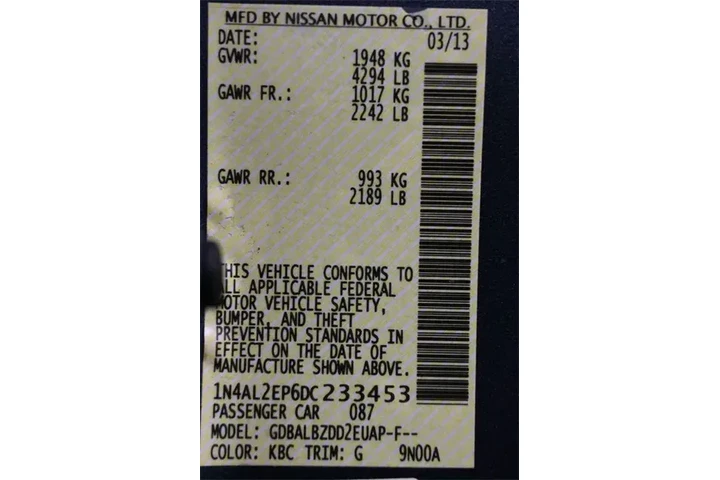 MFD BY NISSAN MOTOR CO., LTD.
DATE: 03/13
GVWR: 1948 KG
4294 LB
GAWR FR.: 1017 KG
2242 LB
GAWR RR.: 993 KG
2189 LB
THIS VEHICLE CONFORMS TO
ALL APPLICABLE FEDERAL
MOTOR VEHICLE SAFETY,
BUMPER, AND THEFT
PREVENTION STANDARDS IN
EFFECT ON THE DATE OF
MANUFACTURE SHOWN ABOVE.
1N4AL2EP6DC233453
PASSENGER CAR 087
MODEL: GDBALBZDD2EUAP-F--
COLOR: KBC TRIM: G 9N00A